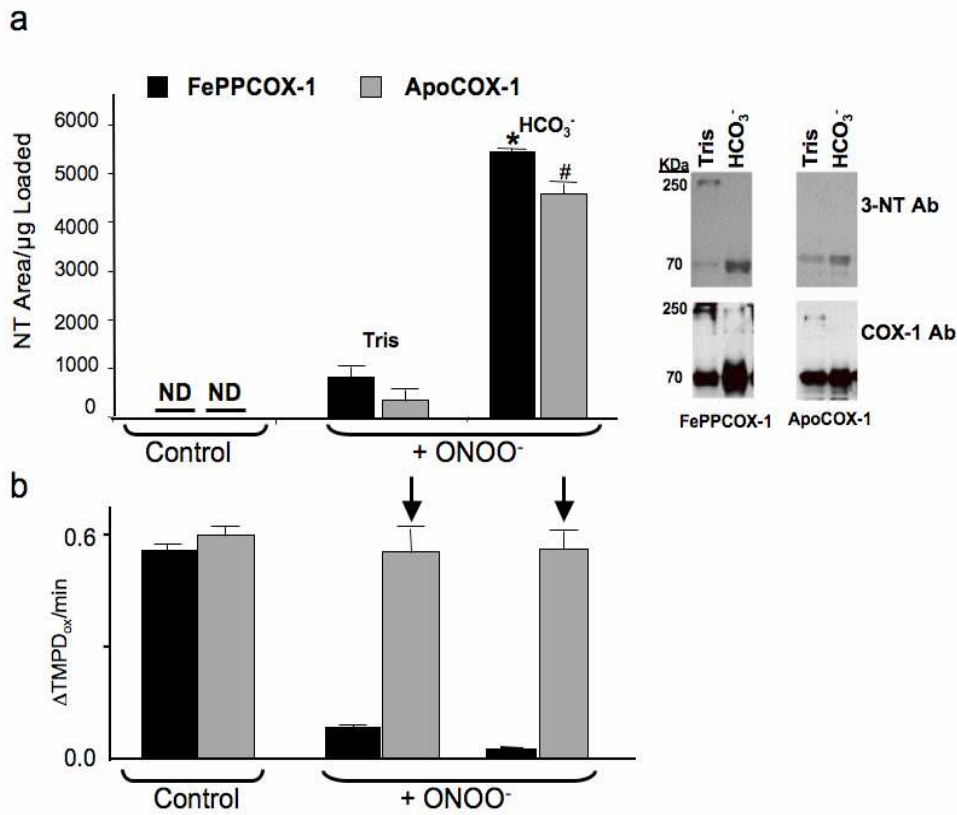 a
FePPCOX-1 ApoCOX-1
NT Area/µg Loaded
6000
5000
4000
3000
2000
1000
0
ND ND
Tris
HCO₃⁻
*
#
Control
+ ONOO⁻
KDa
Tris
HCO₃⁻
Tris
HCO₃⁻
250
70
3-NT Ab
250
70
COX-1 Ab
FePPCOX-1 ApoCOX-1
b
ΔTMPDₒₓ/min
0.6
0.0
Control
+ ONOO⁻